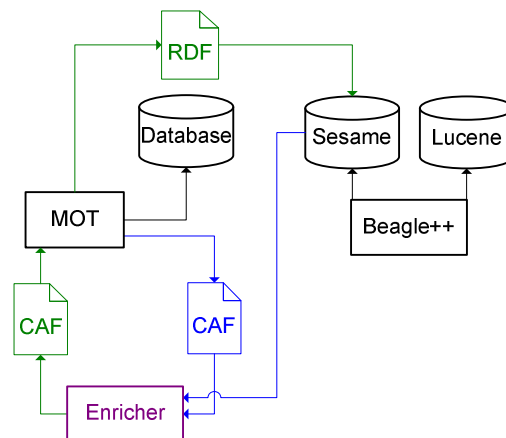 RDF
Database
Sesame
Lucene
MOT
Beagle++
CAF
CAF
Enricher